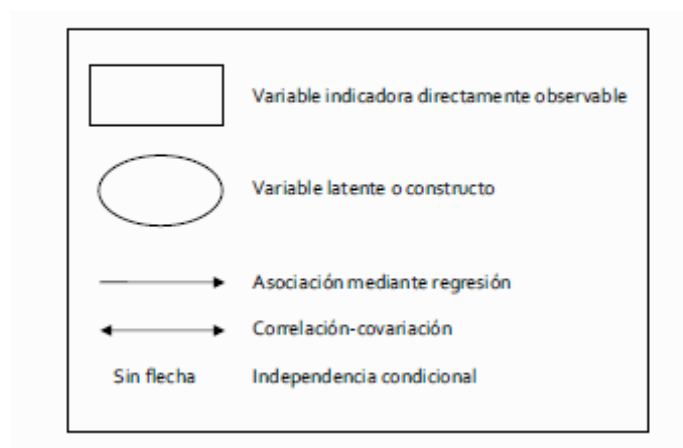 Variable indicadora directamente observable
Variable latente o constructo
Asociación mediante regresión
Correlación-covariación
Sin flecha Independencia condicional